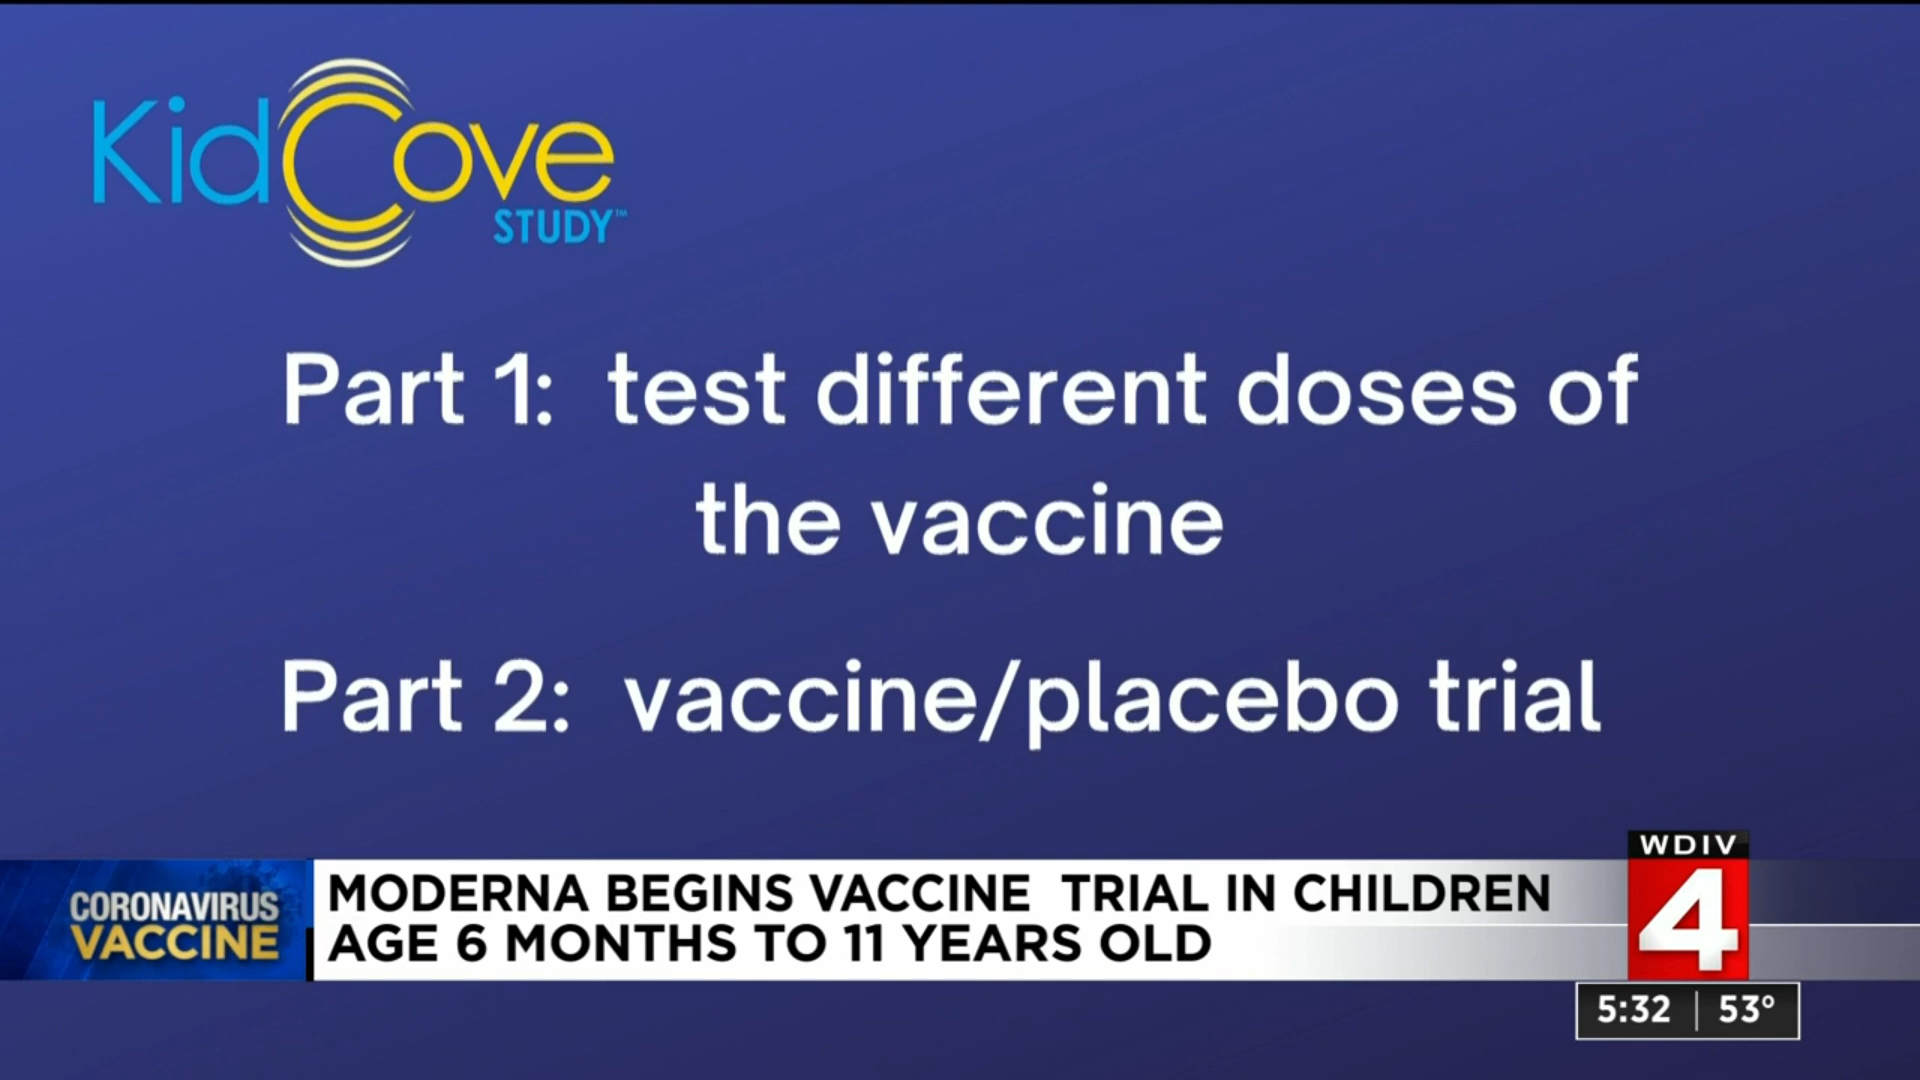 KidCove
STUDY™
Part 1: test different doses of
the vaccine
Part 2: vaccine/placebo trial
CORONAVIRUS
VACCINE
MODERNA BEGINS VACCINE TRIAL IN CHILDREN
AGE 6 MONTHS TO 11 YEARS OLD
WDIV
4
5:32 | 53°